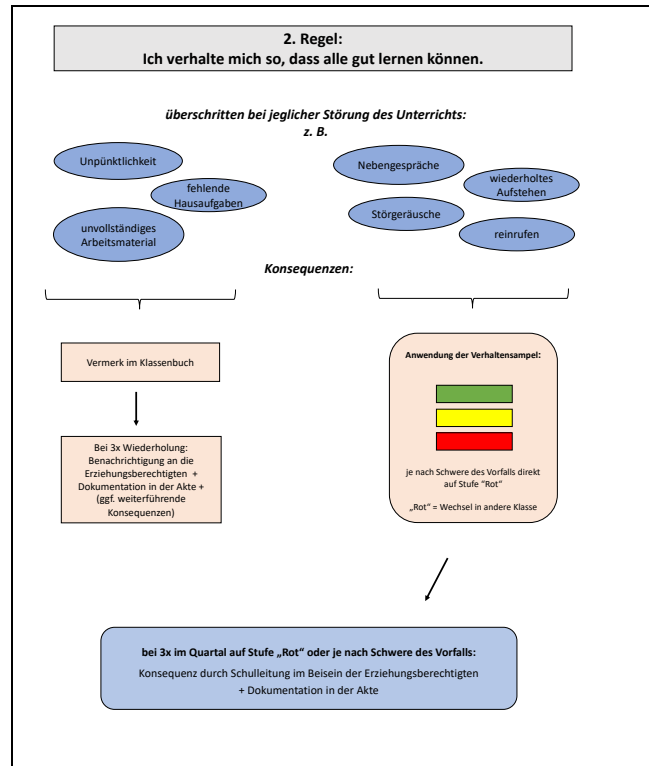 2. Regel:
Ich verhalte mich so, dass alle gut lernen können.
überschritten bei jeglicher Störung des Unterrichts:
z. B.
Unpünktlichkeit
fehlende
Hausaufgaben
unvollständiges
Arbeitsmaterial
Nebengespräche
wiederholtes
Aufstehen
Störgeräusche
reinrufen
Konsequenzen:
Vermerk im Klassenbuch
Bei 3x Wiederholung:
Benachrichtigung an die
Erziehungsberechtigten +
Dokumentation in der Akte +
(ggf. weiterführende
Konsequenzen)
Anwendung der Verhaltensampel:
je nach Schwere des Vorfalls direkt
auf Stufe "Rot"
„Rot" = Wechsel in andere Klasse
bei 3x im Quartal auf Stufe „Rot" oder je nach Schwere des Vorfalls:
Konsequenz durch Schulleitung im Beisein der Erziehungsberechtigten
+ Dokumentation in der Akte